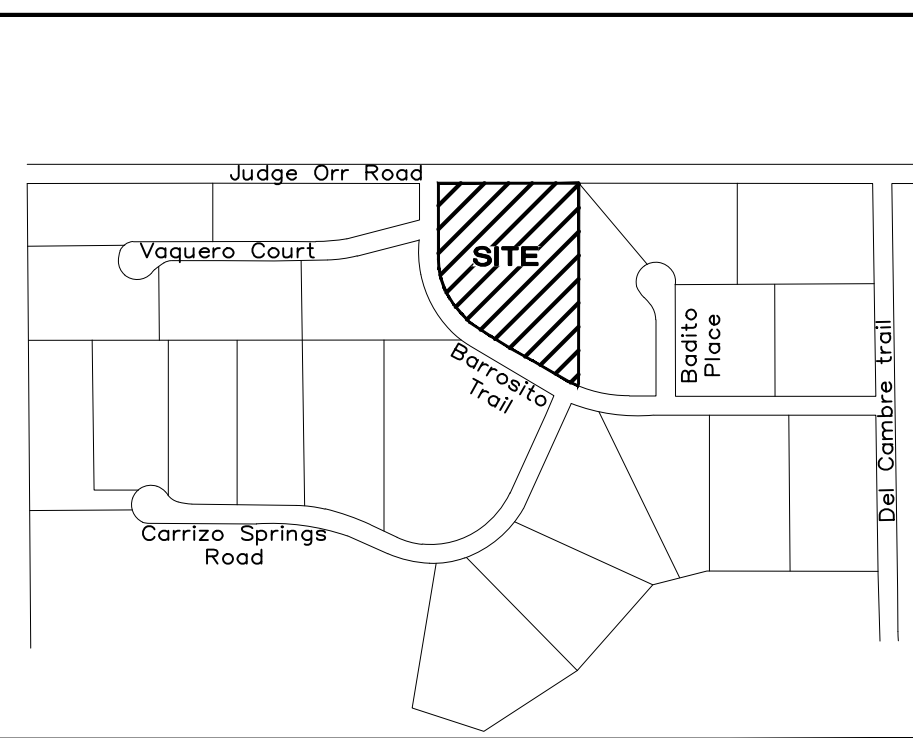 Judge Orr Road
Vaquero Court
SITE
Badito
Place
Barrosito
Trail
Del Cambre trail
Carrizo Springs
Road